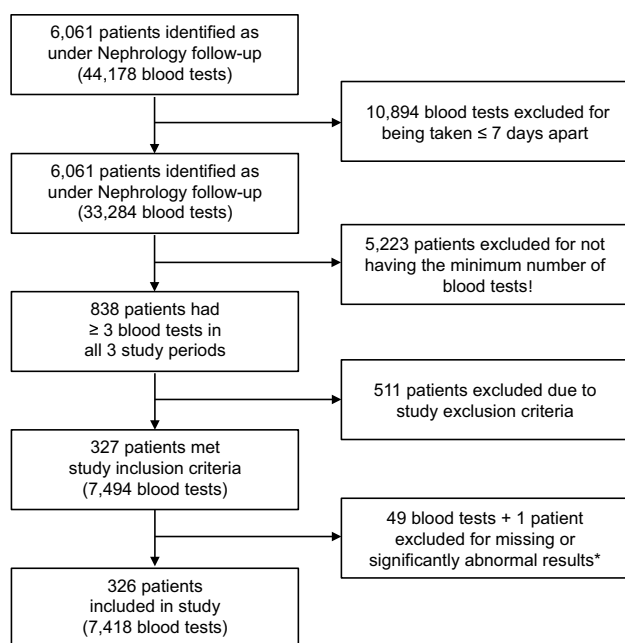 6,061 patients identified as
under Nephrology follow-up
(44,178 blood tests)
10,894 blood tests excluded for
being taken ≤ 7 days apart
6,061 patients identified as
under Nephrology follow-up
(33,284 blood tests)
5,223 patients excluded for not
having the minimum number of
blood tests!
838 patients had
≥ 3 blood tests in
all 3 study periods
511 patients excluded due to
study exclusion criteria
327 patients met
study inclusion criteria
(7,494 blood tests)
49 blood tests + 1 patient
excluded for missing or
significantly abnormal results*
326 patients
included in study
(7,418 blood tests)